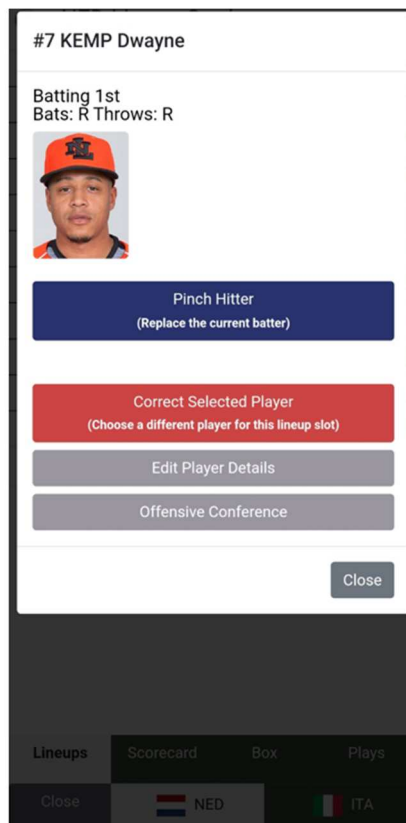 #7 KEMP Dwayne
Batting 1st
Bats: R Throws: R
Pinch Hitter
(Replace the current batter)
Correct Selected Player
(Choose a different player for this lineup slot)
Edit Player Details
Offensive Conference
Close
Lineups Scorecard Box Plays
Close NED ITA